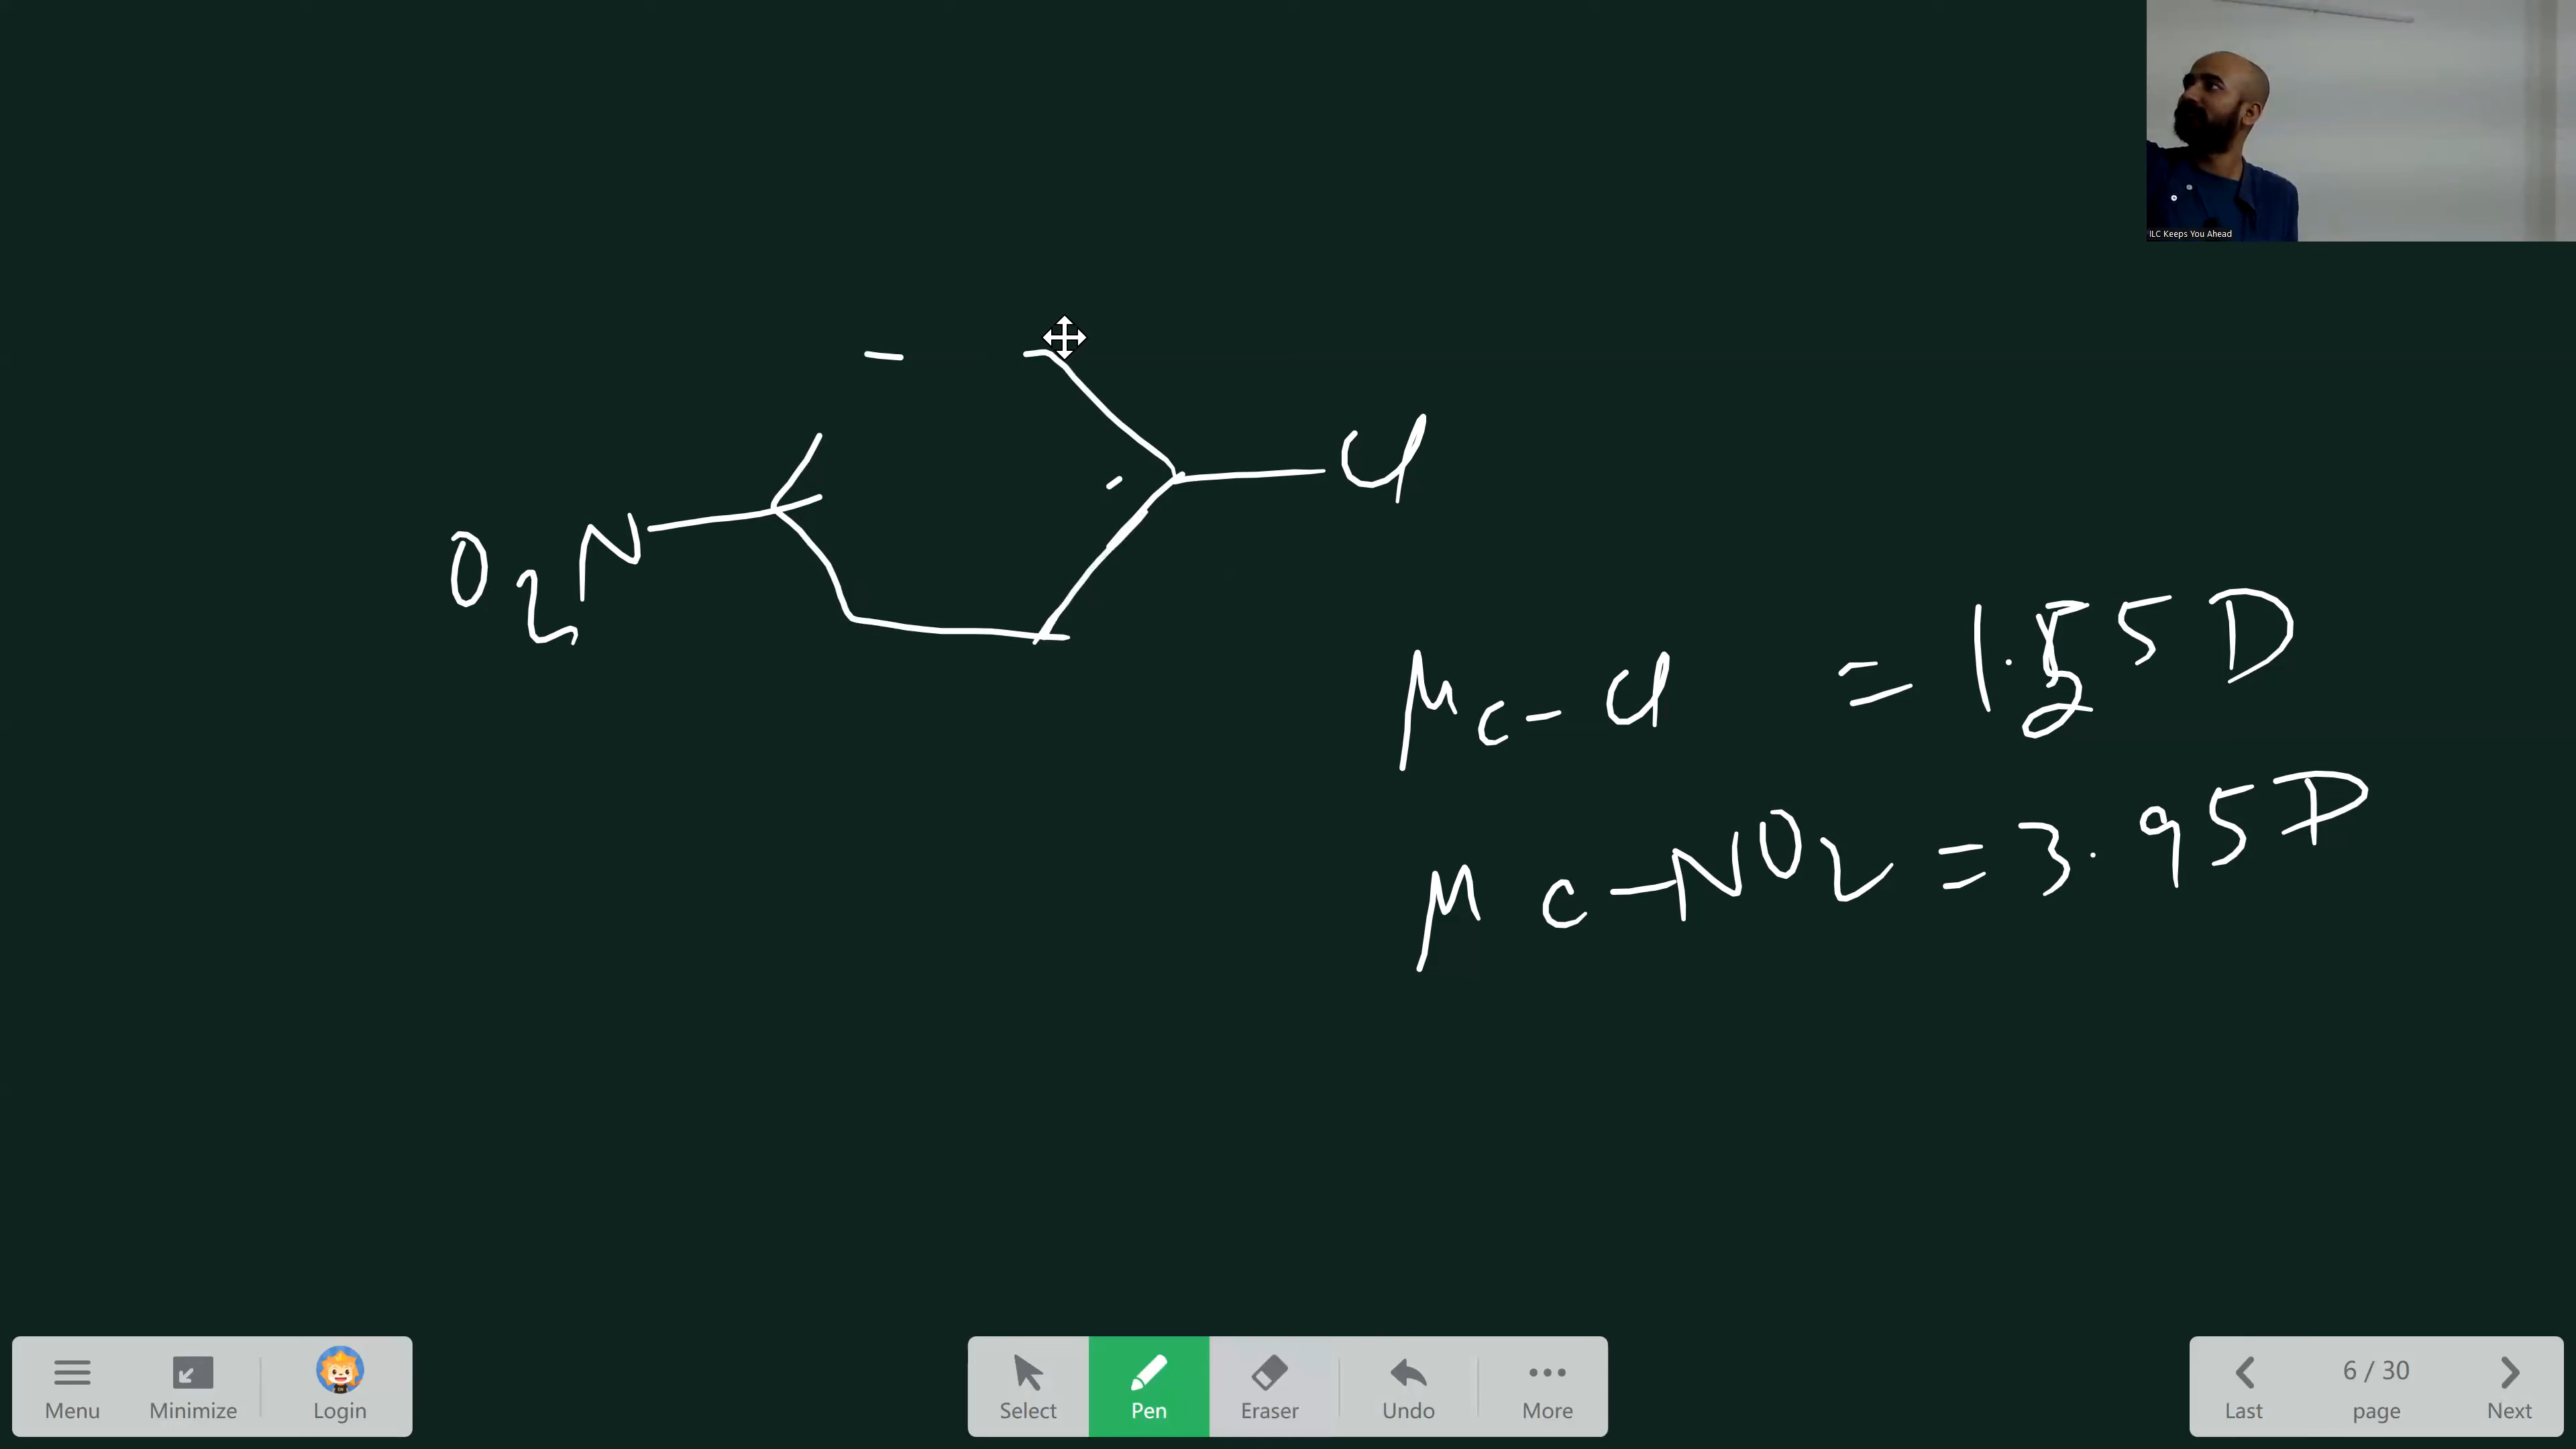 ILC Keeps You Ahead
O2N
Cl
μC-Cl = 1.55 D
μC-NO2 = 3.95 D
Menu
Minimize
Login
Select
Pen
Eraser
Undo
More
Last
6 / 30
page
Next